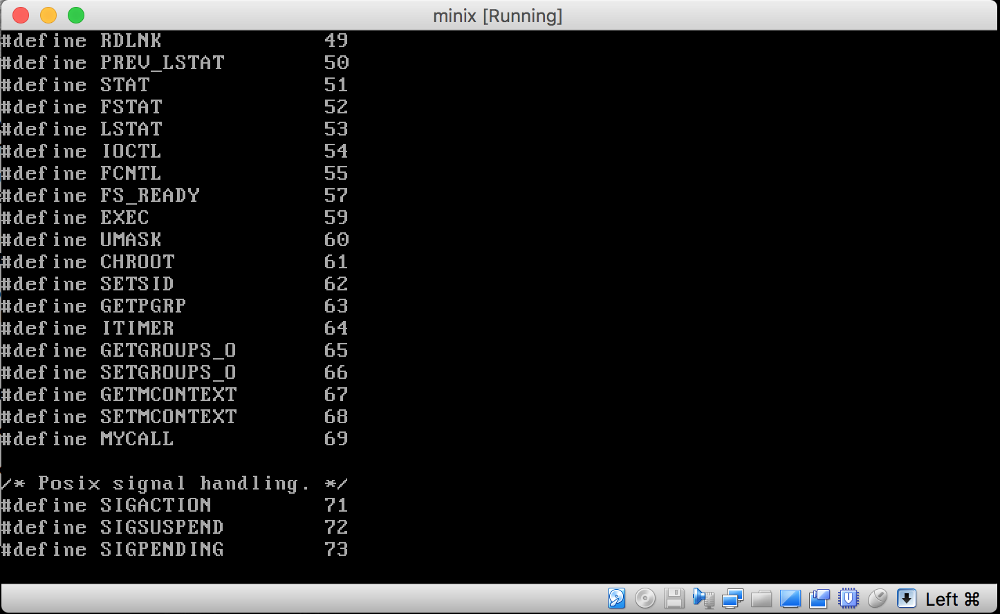 minix [Running]
#define RDLNK 49
#define PREV_LSTAT 50
#define STAT 51
#define FSTAT 52
#define LSTAT 53
#define IOCTL 54
#define FCNTL 55
#define FS_READY 57
#define EXEC 59
#define UMASK 60
#define CHROOT 61
#define SETSID 62
#define GETPGRP 63
#define ITIMER 64
#define GETGROUPS_O 65
#define SETGROUPS_O 66
#define GETMCONTEXT 67
#define SETMCONTEXT 68
#define MYCALL 69
/* Posix signal handling. */
#define SIGACTION 71
#define SIGSUSPEND 72
#define SIGPENDING 73
Left ⌘